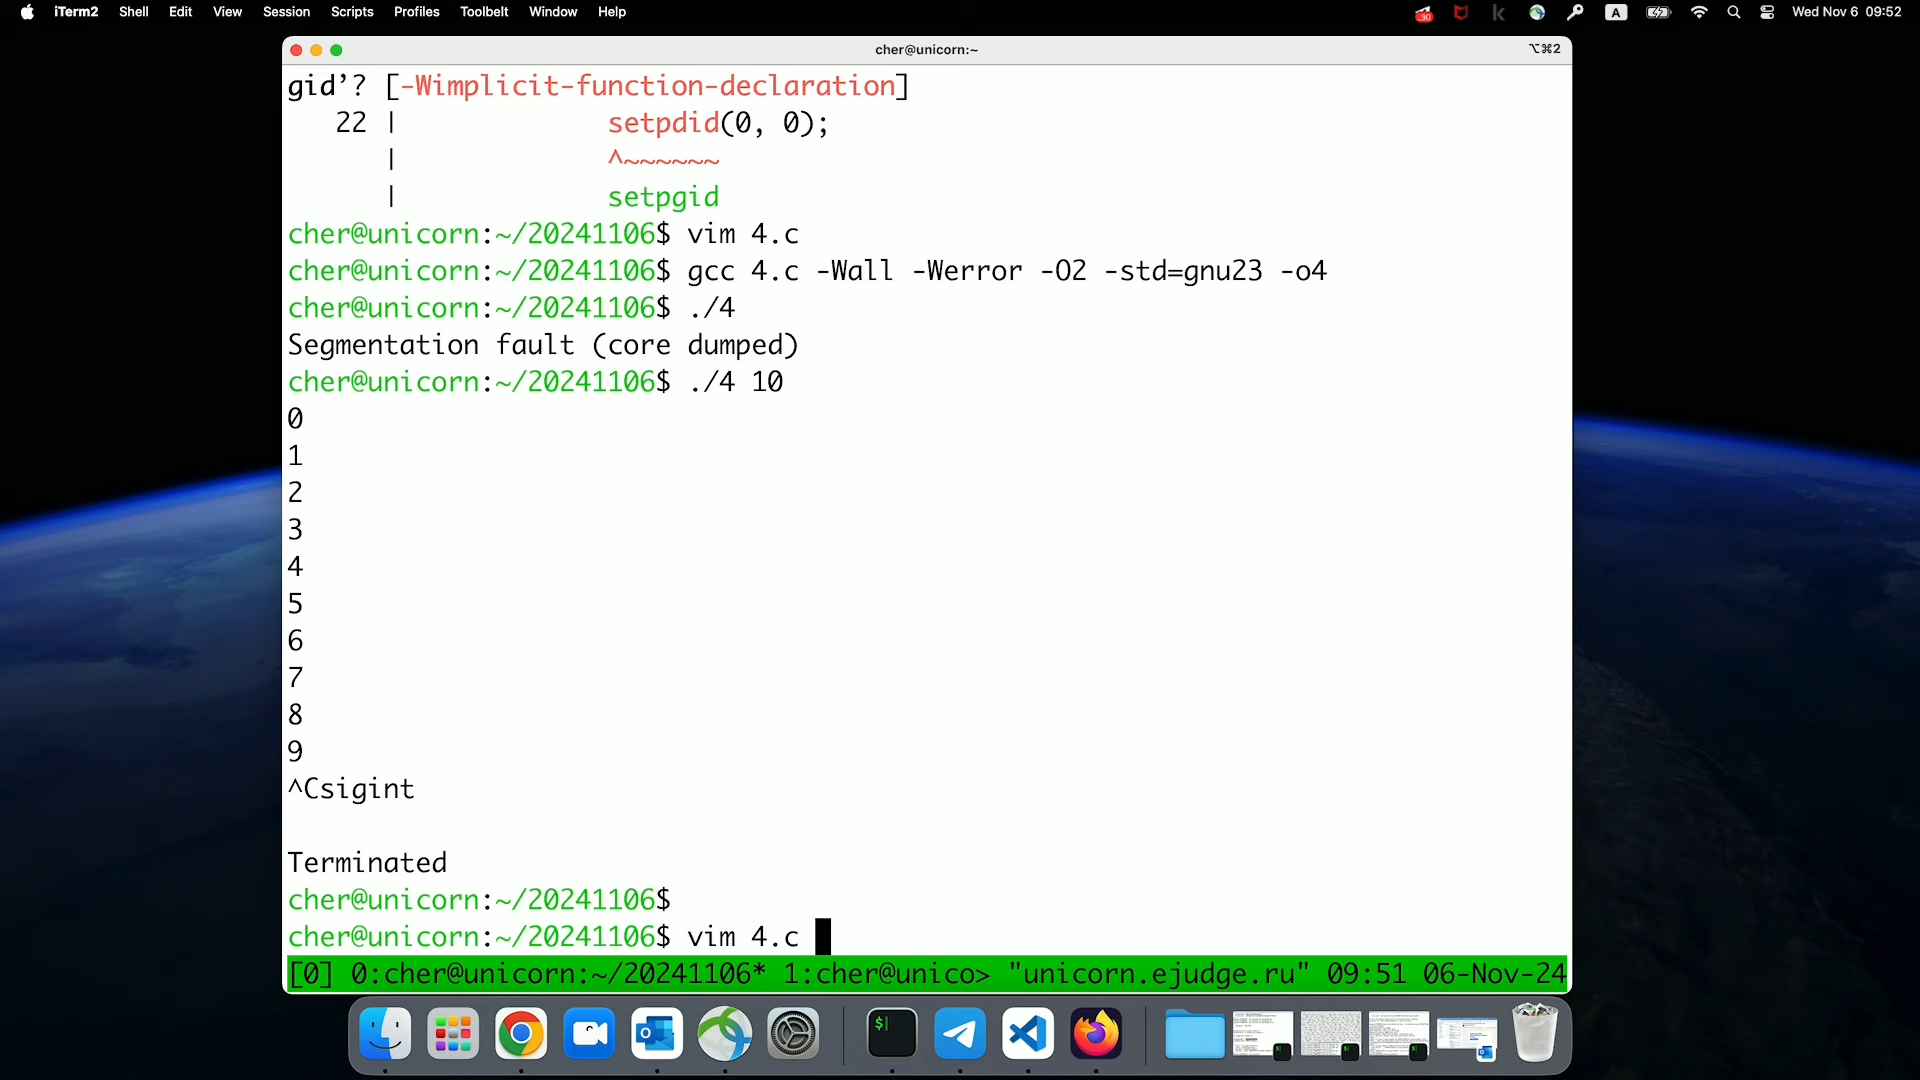 iTerm2 Shell Edit View Session Scripts Profiles Toolbelt Window Help A Wed Nov 6 09:52
cher@unicorn:~ ⌥⌘2
gid’? [-Wimplicit-function-declaration]
22 | setpdid(0, 0);
| ^~~~~~~
| setpgid
cher@unicorn:~/20241106$ vim 4.c
cher@unicorn:~/20241106$ gcc 4.c -Wall -Werror -O2 -std=gnu23 -o4
cher@unicorn:~/20241106$ ./4
Segmentation fault (core dumped)
cher@unicorn:~/20241106$ ./4 10
0
1
2
3
4
5
6
7
8
9
^Csigint
Terminated
cher@unicorn:~/20241106$
cher@unicorn:~/20241106$ vim 4.c
[0] 0:cher@unicorn:~/20241106* 1:cher@unico> "unicorn.ejudge.ru" 09:51 06-Nov-24